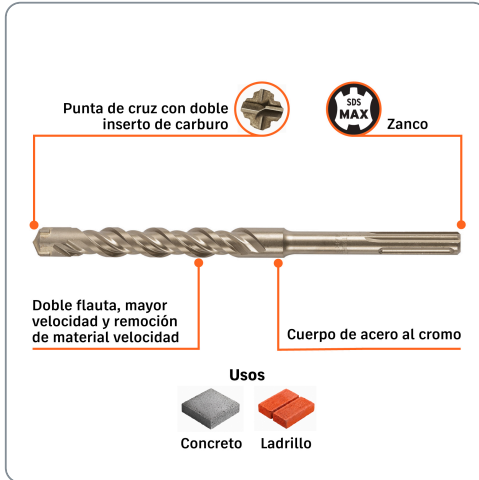 Punta de cruz con doble
inserto de carburo
SDS
MAX
Zanco
Doble flauta, mayor
velocidad y remoción
de material velocidad
Cuerpo de acero al cromo
Usos
Concreto
Ladrillo